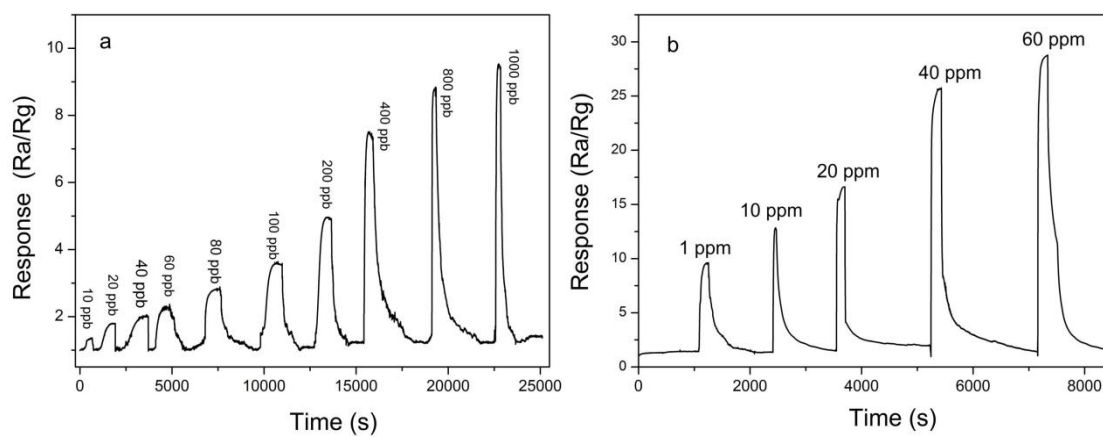 a
10
8
6
4
2
Response (Ra/Rg)
10 ppb
20 ppb
40 ppb
60 ppb
80 ppb
100 ppb
200 ppb
400 ppb
800 ppb
1000 ppb
0
5000
10000
15000
20000
25000
Time (s)
b
30
25
20
15
10
5
0
Response (Ra/Rg)
1 ppm
10 ppm
20 ppm
40 ppm
60 ppm
0
2000
4000
6000
8000
Time (s)